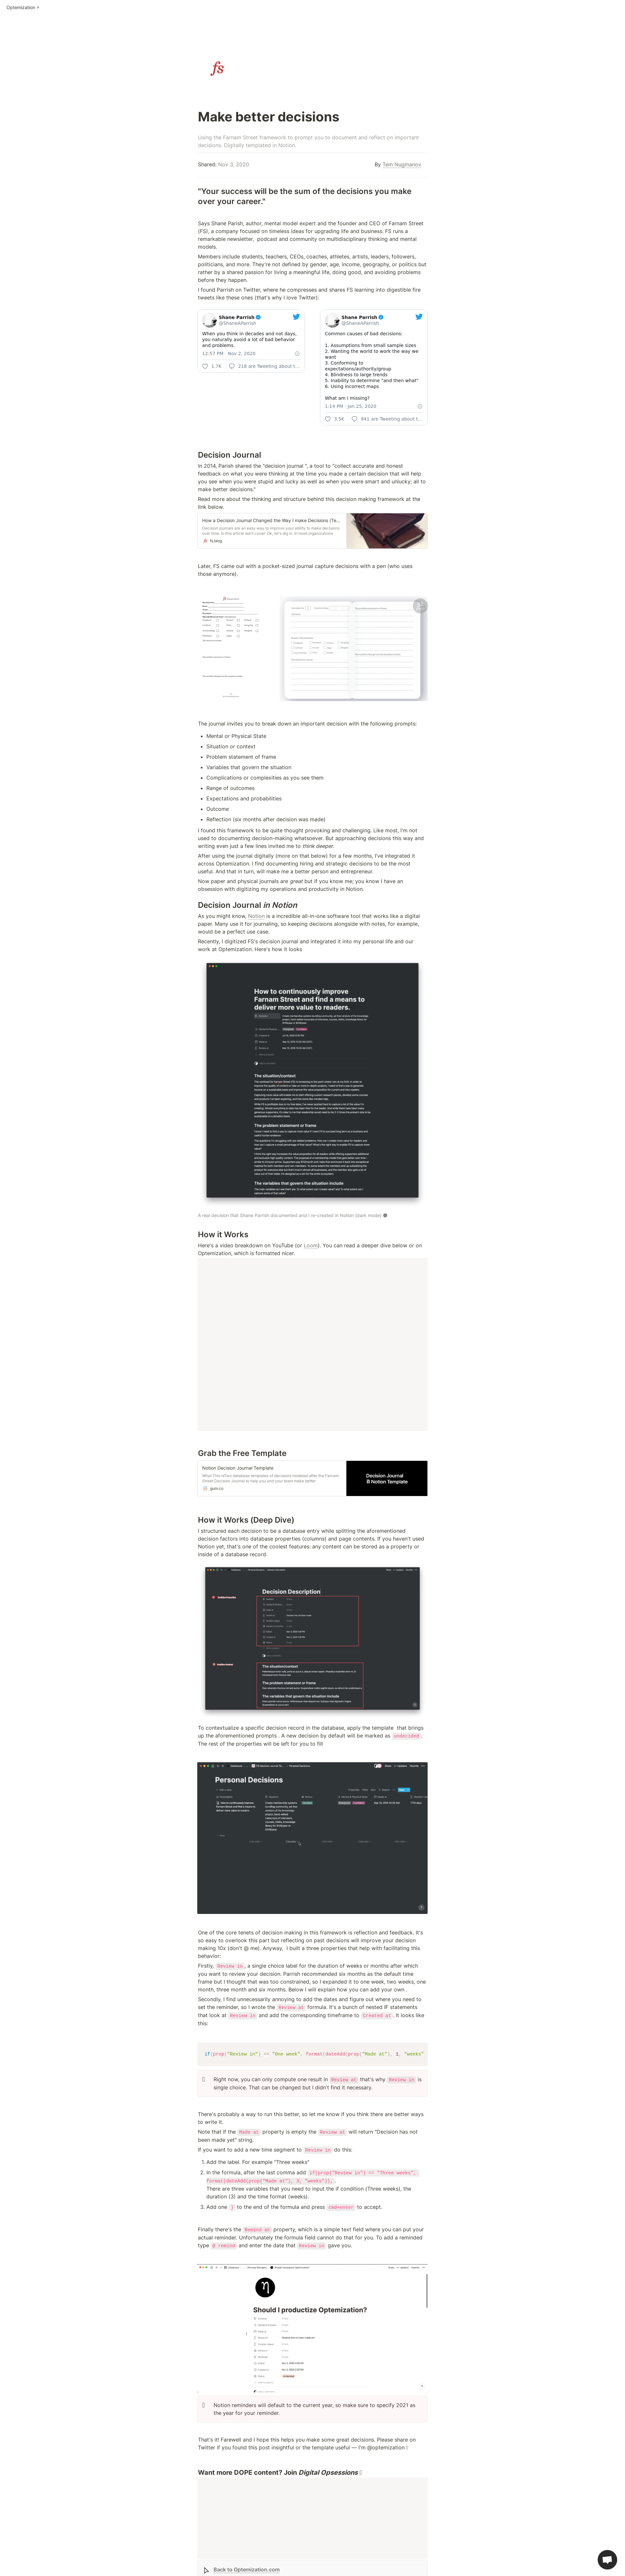 Optemization ⚡
fs
Make better decisions
Using the Farnam Street framework to prompt you to document and reflect on important
decisions. Digitally templated in Notion.
Shared: Nov 3, 2020
By Tem Nugmanov
"Your success will be the sum of the decisions you make
over your career."
Says Shane Parish, author, mental model expert and the founder and CEO of Farnam Street
(FS), a company focused on timeless ideas for upgrading life and business. FS runs a
remarkable newsletter, podcast and community on multidisciplinary thinking and mental
models.
Members include students, teachers, CEOs, coaches, athletes, artists, leaders, followers,
politicians, and more. They're not defined by gender, age, income, geography, or politics but
rather by a shared passion for living a meaningful life, doing good, and avoiding problems
before they happen.
I found Parrish on Twitter, where he compresses and shares FS learning into digestible fire
tweets like these ones (that's why I love Twitter):
Shane Parrish
@ShaneAParrish
When you think in decades and not days,
you naturally avoid a lot of bad behavior
and problems.
12:57 PM · Nov 2, 2020
1.7K 218 are Tweeting about t...
Shane Parrish
@ShaneAParrish
Common causes of bad decisions:
1. Assumptions from small sample sizes
2. Wanting the world to work the way we
want
3. Conforming to
expectations/authority/group
4. Blindness to large trends
5. Inability to determine "and then what"
6. Using incorrect maps
What am I missing?
1:14 PM · Jan 25, 2020
3.5K 941 are Tweeting about t...
Decision Journal
In 2014, Parish shared the "decision journal ", a tool to "collect accurate and honest
feedback on what you were thinking at the time you made a certain decision that will help
you see when you were stupid and lucky as well as when you were smart and unlucky; all to
make better decisions."
Read more about the thinking and structure behind this decision making framework at the
link below.
How a Decision Journal Changed the Way I make Decisions (Te...
Decision journals are an easy way to improve your ability to make decisions
over time. In this article we'll cover: Ok, let's dig in. In most organizations
fs.blog
Later, FS came out with a pocket-sized journal capture decisions with a pen (who uses
those anymore).
The journal invites you to break down an important decision with the following prompts:
• Mental or Physical State
• Situation or context
• Problem statement of frame
• Variables that govern the situation
• Complications or complexities as you see them
• Range of outcomes
• Expectations and probabilities
• Outcome
• Reflection (six months after decision was made)
I found this framework to be quite thought provoking and challenging. Like most, I'm not
used to documenting decision-making whatsoever. But approaching decisions this way and
writing even just a few lines invited me to think deeper.
After using the journal digitally (more on that below) for a few months, I've integrated it
across Optemization. I find documenting hiring and strategic decisions to be the most
useful. And that in turn, will make me a better person and entrepreneur.
Now paper and physical journals are great but if you know me; you know I have an
obsession with digitizing my operations and productivity in Notion.
Decision Journal in Notion
As you might know, Notion is a incredible all-in-one software tool that works like a digital
paper. Many use it for journaling, so keeping decisions alongside with notes, for example,
would be a perfect use case.
Recently, I digitized FS's decision journal and integrated it into my personal life and our
work at Optemization. Here's how it looks
How to continuously improve
Farnam Street and find a means to
deliver more value to readers.
The situation/context:
The problem statement or frame
The variables that govern the situation include
A real decision that Shane Parrish documented and I re-created in Notion (dark mode)
How it Works
Here's a video breakdown on YouTube (or Loom). You can read a deeper dive below or on
Optemization, which is formatted nicer.
Grab the Free Template
Notion Decision Journal Template
What This is?An database templates of decisions modeled after the Farnam
Street Decision Journal to help you and your team make better
gum.co
Decision Journal
Notion Template
How it Works (Deep Dive)
I structured each decision to be a database entry while splitting the aforementioned
decision factors into database properties (columns) and page contents. If you haven't used
Notion yet, that's one of the coolest features: any content can be stored as a property or
inside of a database record.
Decision Description
The situation/context
The problem statement or frame
The variables that govern the situation include
To contextualize a specific decision record in the database, apply the template that brings
up the aforementioned prompts . A new decision by default will be marked as undecided.
The rest of the properties will be left for you to fill
Personal Decisions
One of the core tenets of decision making in this framework is reflection and feedback. It's
so easy to overlook this part but reflecting on past decisions will improve your decision
making 10x (don't @ me). Anyway, I built a three properties that help with facilitating this
behavior:
Firstly, Review in, a single choice label for the duration of weeks or months after which
you want to review your decision. Parrish recommended six months as the default time
frame but I thought that was too constrained, so I expanded it to one week, two weeks, one
month, three month and six months. Below I will explain how you can add your own .
Secondly, I find unnecessarily annoying to add the dates and figure out where you need to
set the reminder, so I wrote the Review at formula. It's a bunch of nested IF statements
that look at Review in and add the corresponding timeframe to Created at. It looks like
this:
if(prop("Review in") == "One week", format(dateAdd(prop("Made at"), 1, "weeks"
Right now, you can only compute one result in Review at that's why Review in is
single choice. That can be changed but I didn't find it necessary.
There's probably a way to run this better, so let me know if you think there are better ways
to write it.
Note that if the Made at property is empty the Review at will return "Decision has not
been made yet" string.
If you want to add a new time segment to Review in do this:
1. Add the label. For example "Three weeks"
2. In the formula, after the last comma add if(prop("Review in") == "Three weeks",
format(dateAdd(prop("Made at"), 3, "weeks")),.
There are three variables that you need to input the if condition (Three weeks), the
duration (3) and the time format (weeks).
3. Add one ) to the end of the formula and press cmd+enter to accept.
Finally there's the Remind at property, which is a simple text field where you can put your
actual reminder. Unfortunately the formula field cannot do that for you. To add a reminded
type @ remind and enter the date that Review in gave you.
Should I productize Optemization?
Notion reminders will default to the current year, so make sure to specify 2021 as
the year for your reminder.
That's it! Farewell and I hope this helps you make some great decisions. Please share on
Twitter if you found this post insightful or the template useful — I'm @optemization
Want more DOPE content? Join Digital Opsessions
Back to Optemization.com